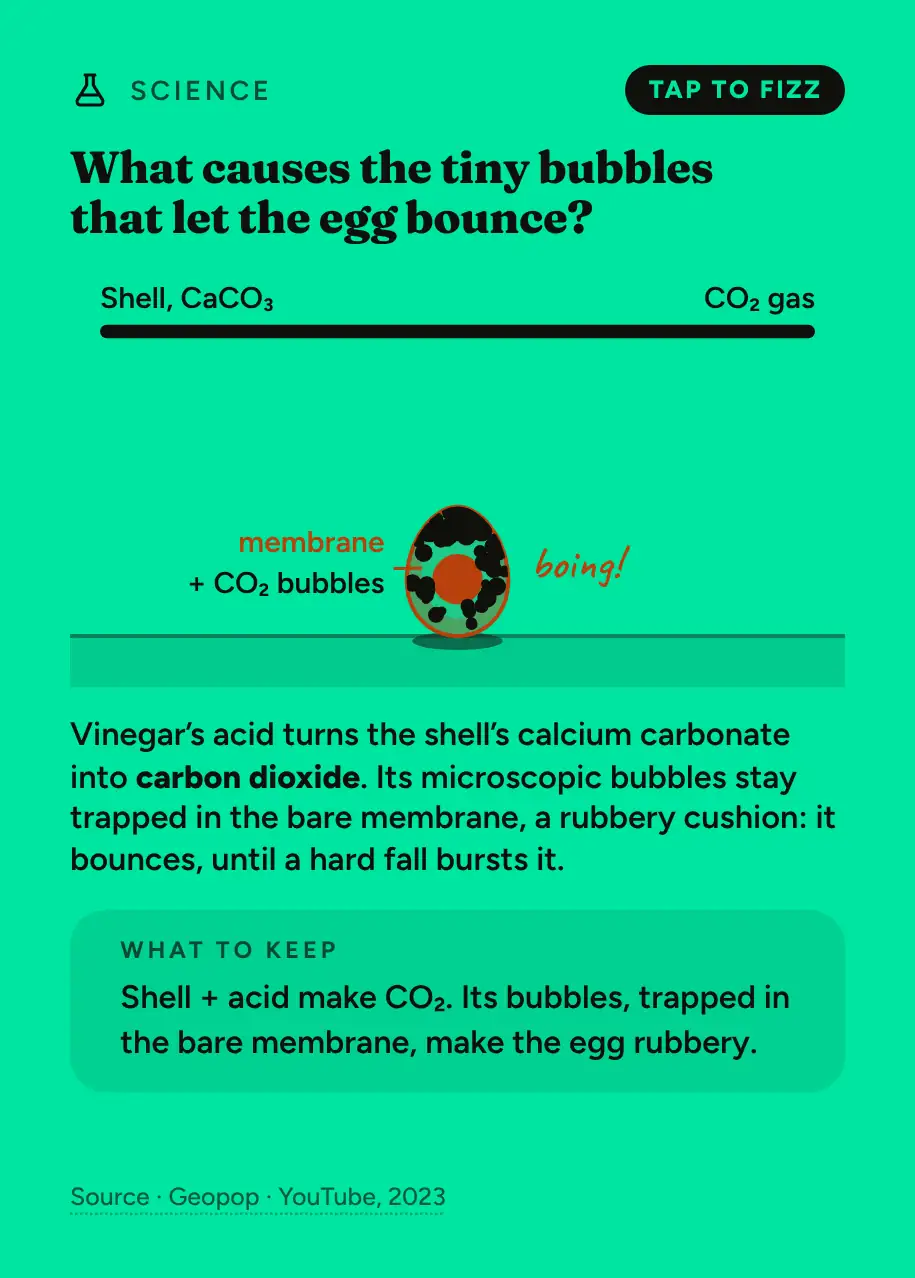 SCIENCE
TAP TO FIZZ
What causes the tiny bubbles
that let the egg bounce?
Shell, CaCO₃
CO₂ gas
membrane
+ CO₂ bubbles
boing!
Vinegar’s acid turns the shell’s calcium carbonate
into carbon dioxide. Its microscopic bubbles stay
trapped in the bare membrane, a rubbery cushion: it
bounces, until a hard fall bursts it.
WHAT TO KEEP
Shell + acid make CO₂. Its bubbles, trapped in
the bare membrane, make the egg rubbery.
Source · Geopop · YouTube, 2023